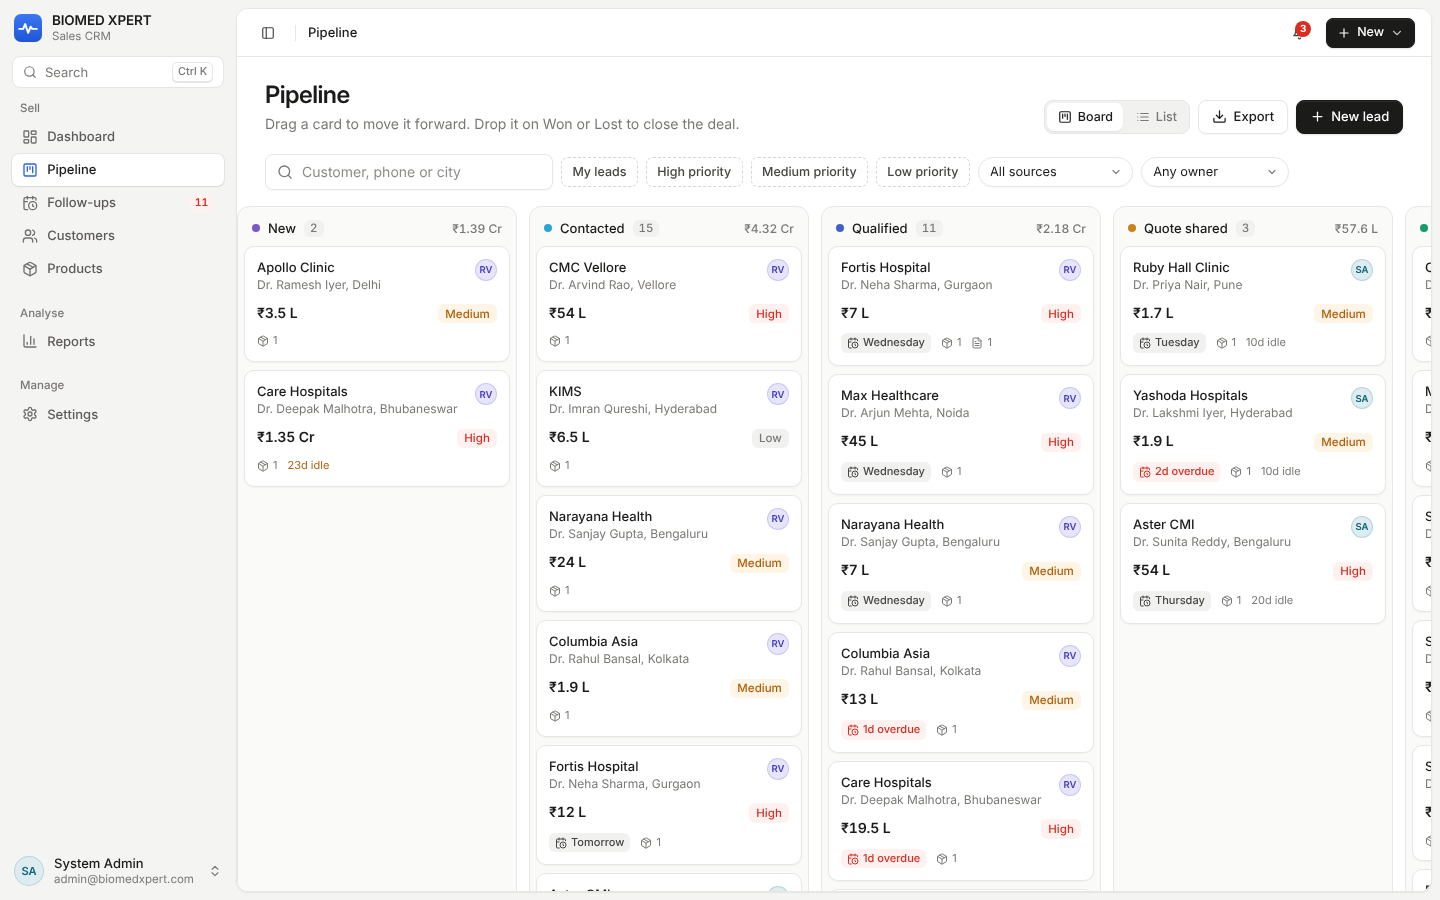 BIOMED XPERT
Sales CRM
Search
Ctrl K
Sell
Dashboard
Pipeline
Follow-ups
11
Customers
Products
Analyse
Reports
Manage
Settings
SA
System Admin
admin@biomedxpert.com
Pipeline
3
New
Pipeline
Drag a card to move it forward. Drop it on Won or Lost to close the deal.
Board
List
Export
New lead
Customer, phone or city
My leads
High priority
Medium priority
Low priority
All sources
Any owner
New 2 ₹1.39 Cr
Apollo Clinic
RV
Dr. Ramesh Iyer, Delhi
₹3.5 L
Medium
1
Care Hospitals
RV
Dr. Deepak Malhotra, Bhubaneswar
₹1.35 Cr
High
1 23d idle
Contacted 15 ₹4.32 Cr
CMC Vellore
RV
Dr. Arvind Rao, Vellore
₹54 L
High
1
KIMS
RV
Dr. Imran Qureshi, Hyderabad
₹6.5 L
Low
1
Narayana Health
RV
Dr. Sanjay Gupta, Bengaluru
₹24 L
Medium
1
Columbia Asia
RV
Dr. Rahul Bansal, Kolkata
₹1.9 L
Medium
1
Fortis Hospital
RV
Dr. Neha Sharma, Gurgaon
₹12 L
High
Tomorrow 1
Qualified 11 ₹2.18 Cr
Fortis Hospital
RV
Dr. Neha Sharma, Gurgaon
₹7 L
High
Wednesday 1 1
Max Healthcare
RV
Dr. Arjun Mehta, Noida
₹45 L
High
Wednesday 1
Narayana Health
RV
Dr. Sanjay Gupta, Bengaluru
₹7 L
Medium
Wednesday 1
Columbia Asia
RV
Dr. Rahul Bansal, Kolkata
₹13 L
Medium
1d overdue 1
Care Hospitals
RV
Dr. Deepak Malhotra, Bhubaneswar
₹19.5 L
High
1d overdue 1
Quote shared 3 ₹57.6 L
Ruby Hall Clinic
SA
Dr. Priya Nair, Pune
₹1.7 L
Medium
Tuesday 1 10d idle
Yashoda Hospitals
SA
Dr. Lakshmi Iyer, Hyderabad
₹1.9 L
Medium
2d overdue 1 10d idle
Aster CMI
SA
Dr. Sunita Reddy, Bengaluru
₹54 L
High
Thursday 1 20d idle